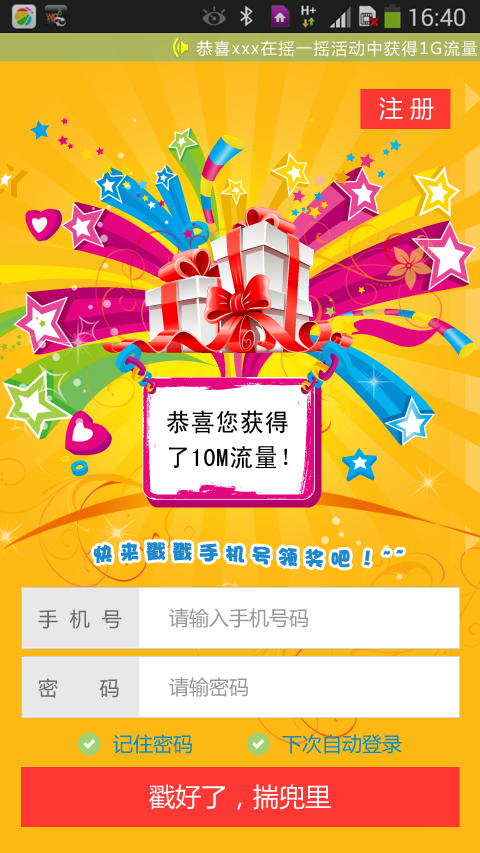 H+
16:40
恭喜xxx在摇一摇活动中获得1G流量
注册
恭喜您获得
了10M流量!
快来戳戳手机号领奖吧!~~
手机号
请输入手机号码
密码
请输密码
记住密码
下次自动登录
戳好了，揣兜里